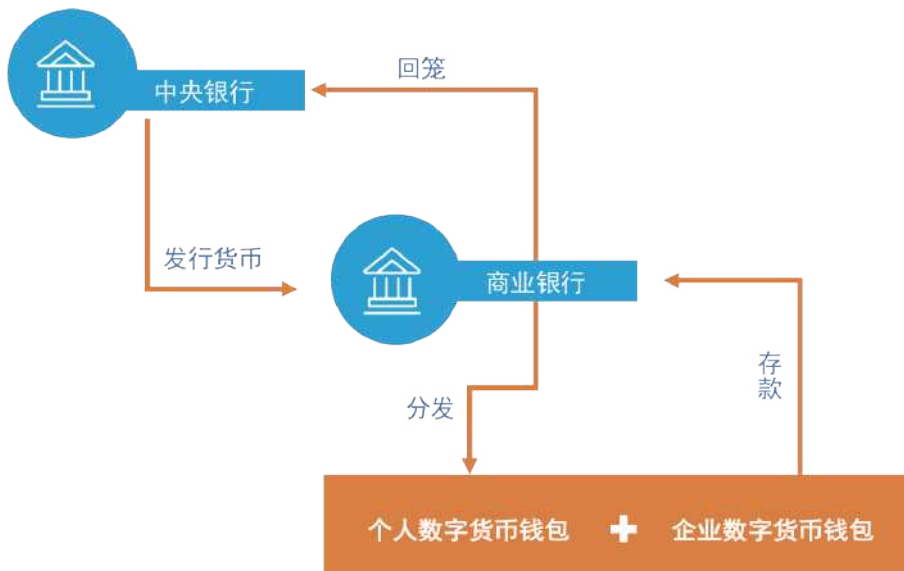 回笼
中央银行
发行货币
商业银行
存款
分发
个人数字货币钱包 + 企业数字货币钱包